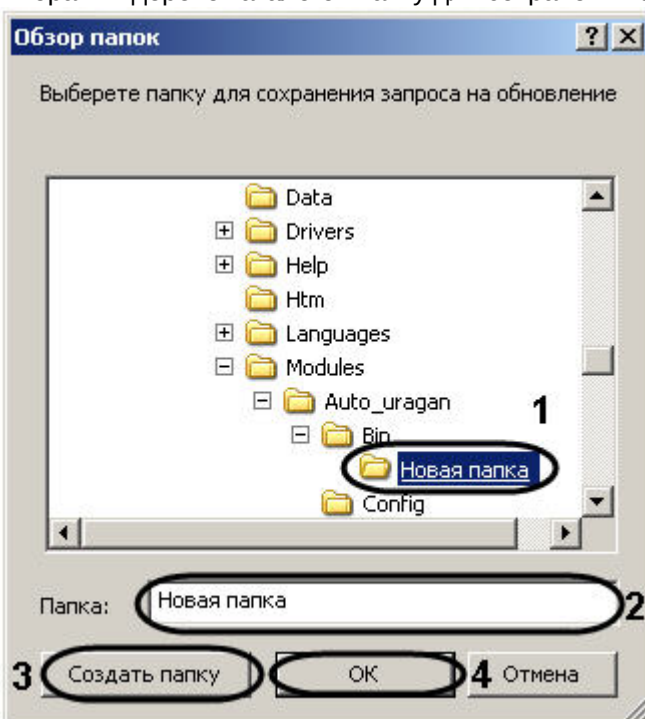 Обзор папок
Выберете папку для сохранения запроса на обновление
Data
Drivers
Help
Htm
Languages
Modules
Auto_uragan
1
Bin
Новая папка
Config
Папка: Новая папка 2
3 Создать папку ОК 4 Отмена